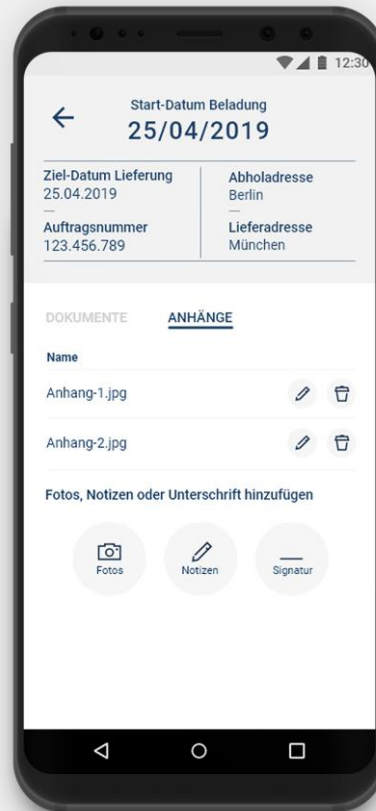 12:30
Start-Datum Beladung
25/04/2019
Ziel-Datum Lieferung
25.04.2019
Auftragsnummer
123.456.789
Abholadresse
Berlin
Lieferadresse
München
DOKUMENTE ANHÄNGE
Name
Anhang-1.jpg
Anhang-2.jpg
Fotos, Notizen oder Unterschrift hinzufügen
Fotos
Notizen
Signatur